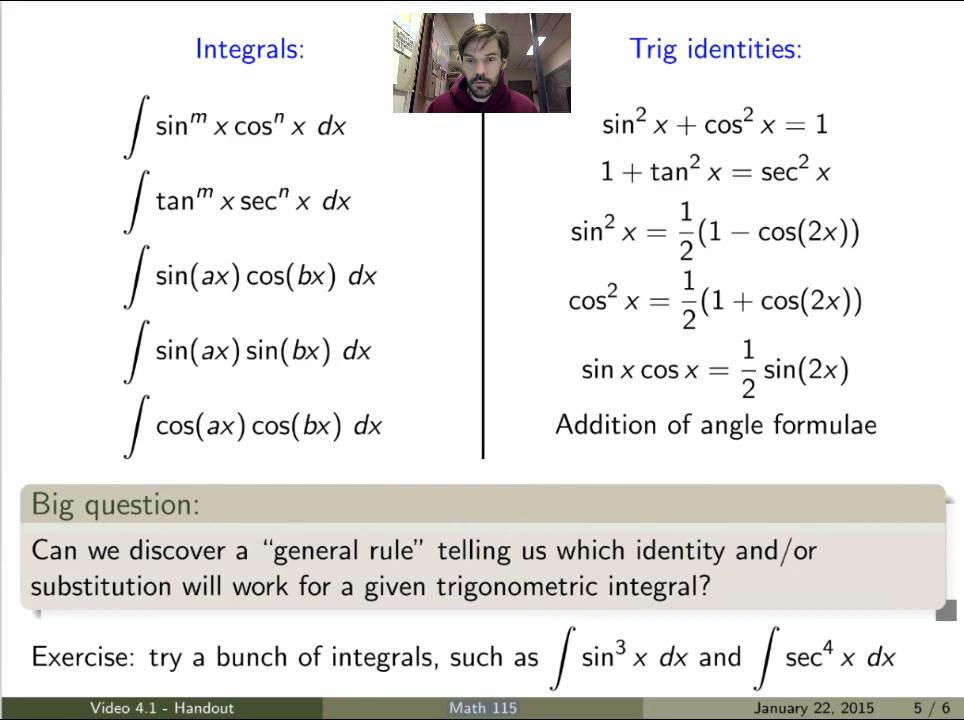 Integrals:
∫ sin^m x cos^n x dx
∫ tan^m x sec^n x dx
∫ sin(ax) cos(bx) dx
∫ sin(ax) sin(bx) dx
∫ cos(ax) cos(bx) dx
Trig identities:
sin² x + cos² x = 1
1 + tan² x = sec² x
sin² x = 1/2 (1 − cos(2x))
cos² x = 1/2 (1 + cos(2x))
sin x cos x = 1/2 sin(2x)
Addition of angle formulae
Big question:
Can we discover a “general rule” telling us which identity and/or
substitution will work for a given trigonometric integral?
Exercise: try a bunch of integrals, such as ∫ sin³ x dx and ∫ sec⁴ x dx
Video 4.1 - Handout Math 115 January 22, 2015 5 / 6